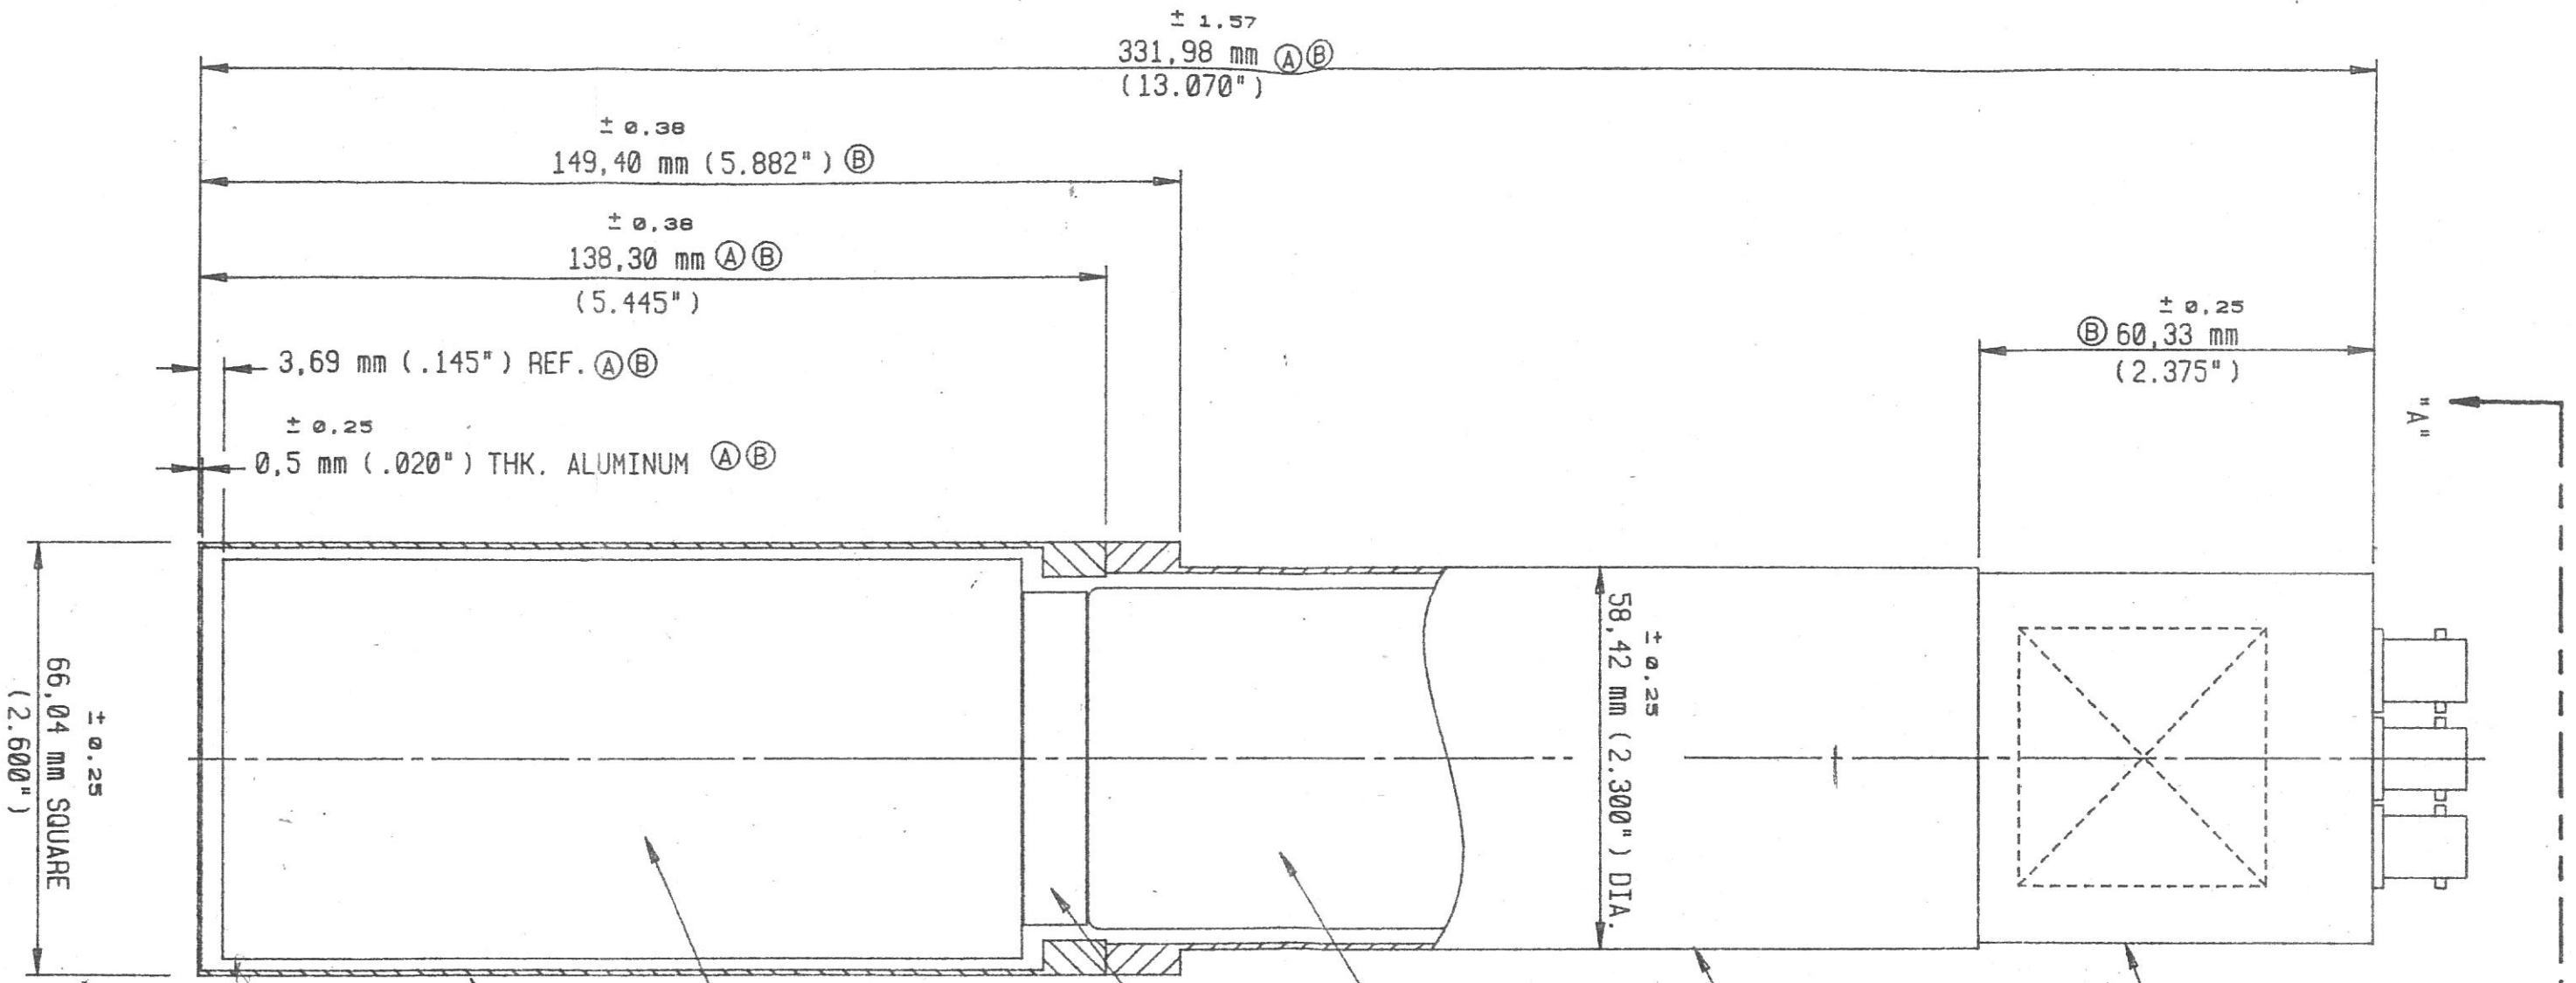 ± 1.57
331,98 mm Ⓐ Ⓑ
(13.070")
± 0.38
149,40 mm (5.882") Ⓑ
± 0.38
138,30 mm Ⓐ Ⓑ
(5.445")
± 0.25
Ⓑ 60,33 mm
(2.375")
3,69 mm (.145") REF. Ⓐ Ⓑ
"A"
± 0.25
0,5 mm (.020") THK. ALUMINUM Ⓐ Ⓑ
± 0.25
58,42 mm (2.300") DIA.
± 0.25
66,04 mm SQUARE
(2.600")